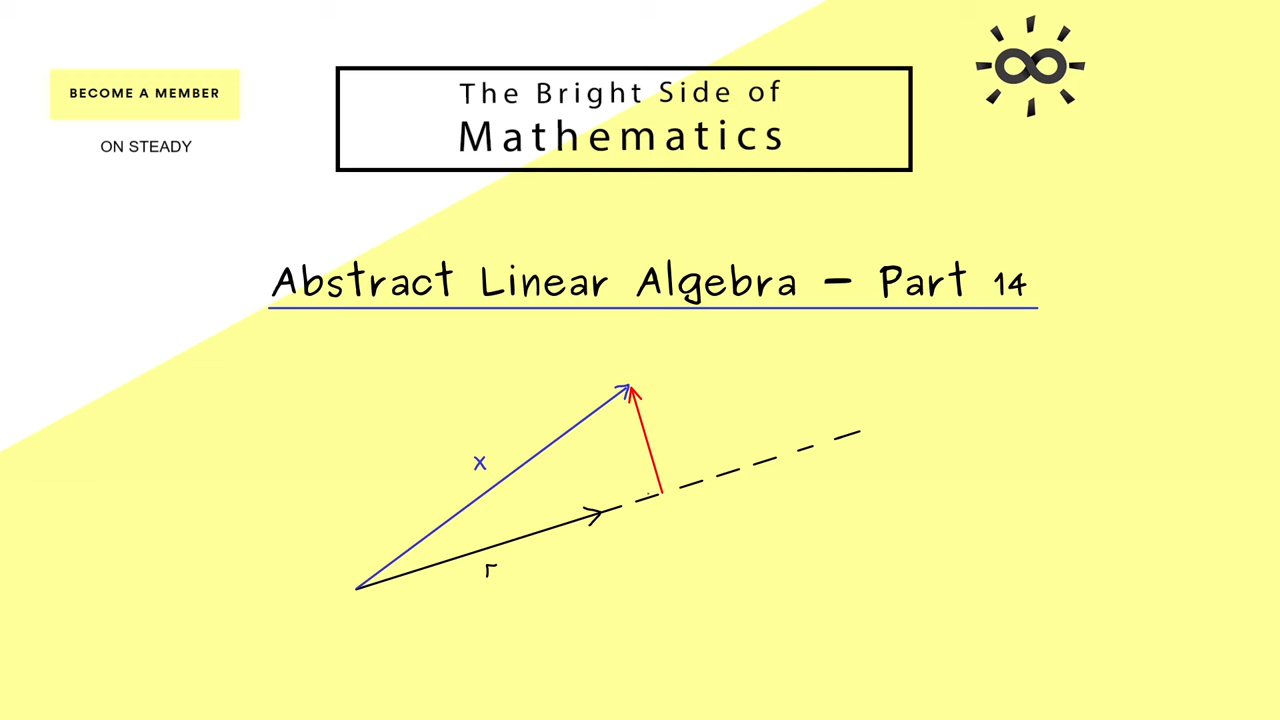 BECOME A MEMBER
ON STEADY
The Bright Side of
Mathematics
Abstract Linear Algebra - Part 14
x
r